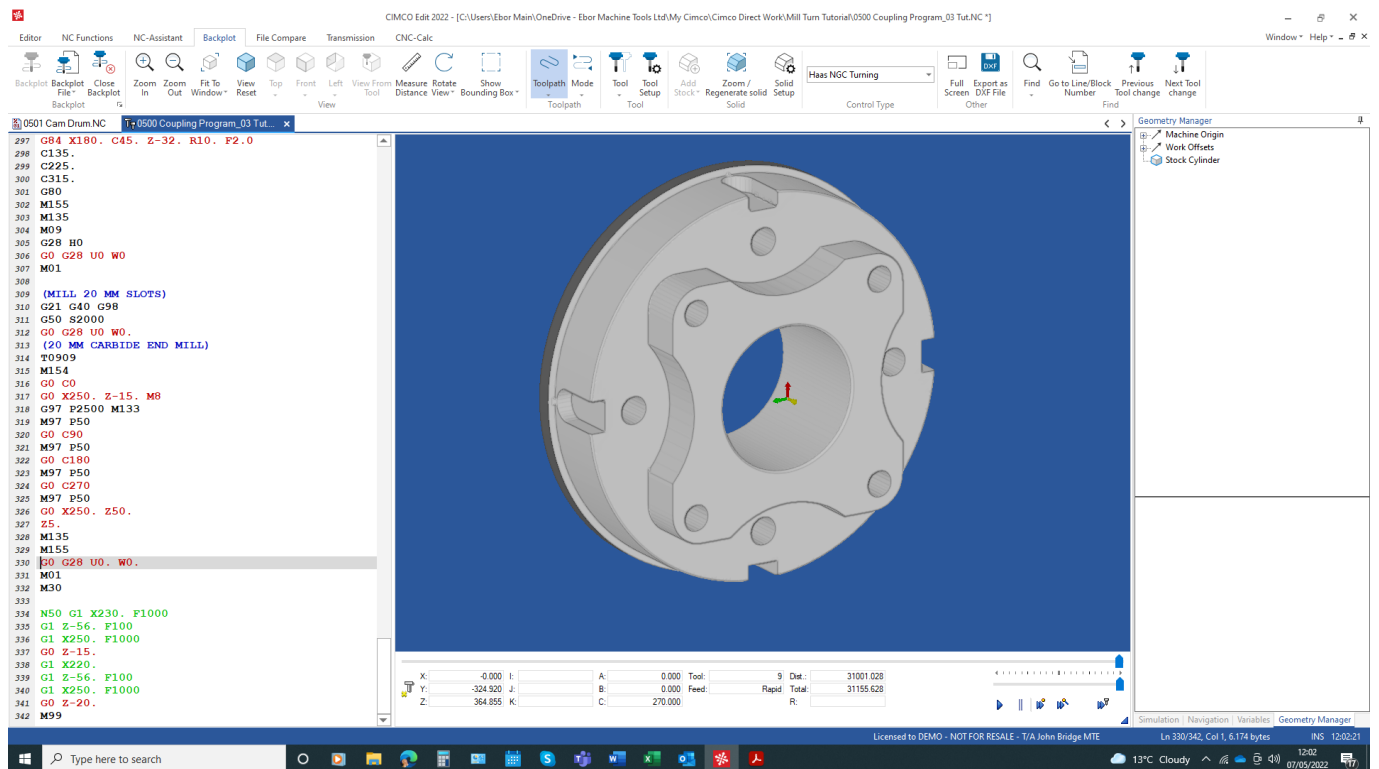 CIMCO Edit 2022 - [C:\Users\Ebor Main\OneDrive - Ebor Machine Tools Ltd\My Cimco\Cimco Direct Work\Mill Turn Tutorial\0500 Coupling Program_03 Tut.NC *]
Editor NC Functions NC-Assistant Backplot File Compare Transmission CNC-Calc Window Help
Backplot Backplot File Close Backplot Zoom In Zoom Out Fit To Window View Reset Top Front Left View From Tool Measure Distance Rotate View Show Bounding Box Toolpath Mode Tool Tool Setup Add Stock Zoom / Regenerate solid Solid Setup Haas NGC Turning Full Screen DXF Export as DXF File Find Go to Line/Block Number Previous Tool change Next Tool change
Backplot View Toolpath Tool Solid Control Type Other Find
0501 Cam Drum.NC 0500 Coupling Program_03 Tut... x
Geometry Manager
Machine Origin
Work Offsets
Stock Cylinder
297 G84 X180. C45. Z-32. R10. F2.0
298 C135.
299 C225.
300 C315.
301 G80
302 M155
303 M135
304 M09
305 G28 H0
306 G0 G28 U0 W0
307 M01
308
309 (MILL 20 MM SLOTS)
310 G21 G40 G98
311 G50 S2000
312 G0 G28 U0 W0.
313 (20 MM CARBIDE END MILL)
314 T0909
315 M154
316 G0 C0
317 G0 X250. Z-15. M8
318 G97 P2500 M133
319 M97 P50
320 G0 C90
321 M97 P50
322 G0 C180
323 M97 P50
324 G0 C270
325 M97 P50
326 G0 X250. Z50.
327 Z5.
328 M135
329 M155
330 G0 G28 U0. W0.
331 M01
332 M30
333
334 N50 G1 X230. F1000
335 G1 Z-56. F100
336 G1 X250. F1000
337 G0 Z-15.
338 G1 X220.
339 G1 Z-56. F100
340 G1 X250. F1000
341 G0 Z-20.
342 M99
X: -0.000 I: A: 0.000 Tool: 9 Dist.: 31001.028
Y: -324.920 J: B: 0.000 Feed: Rapid Total: 31155.628
Z: 364.855 K: C: 270.000 R:
Simulation Navigation Variables Geometry Manager
Licensed to DEMO - NOT FOR RESALE - T/A John Bridge MTE Ln 330/342, Col 1, 6.174 bytes INS 12:02:21
Type here to search
13°C Cloudy
12:02
07/05/2022